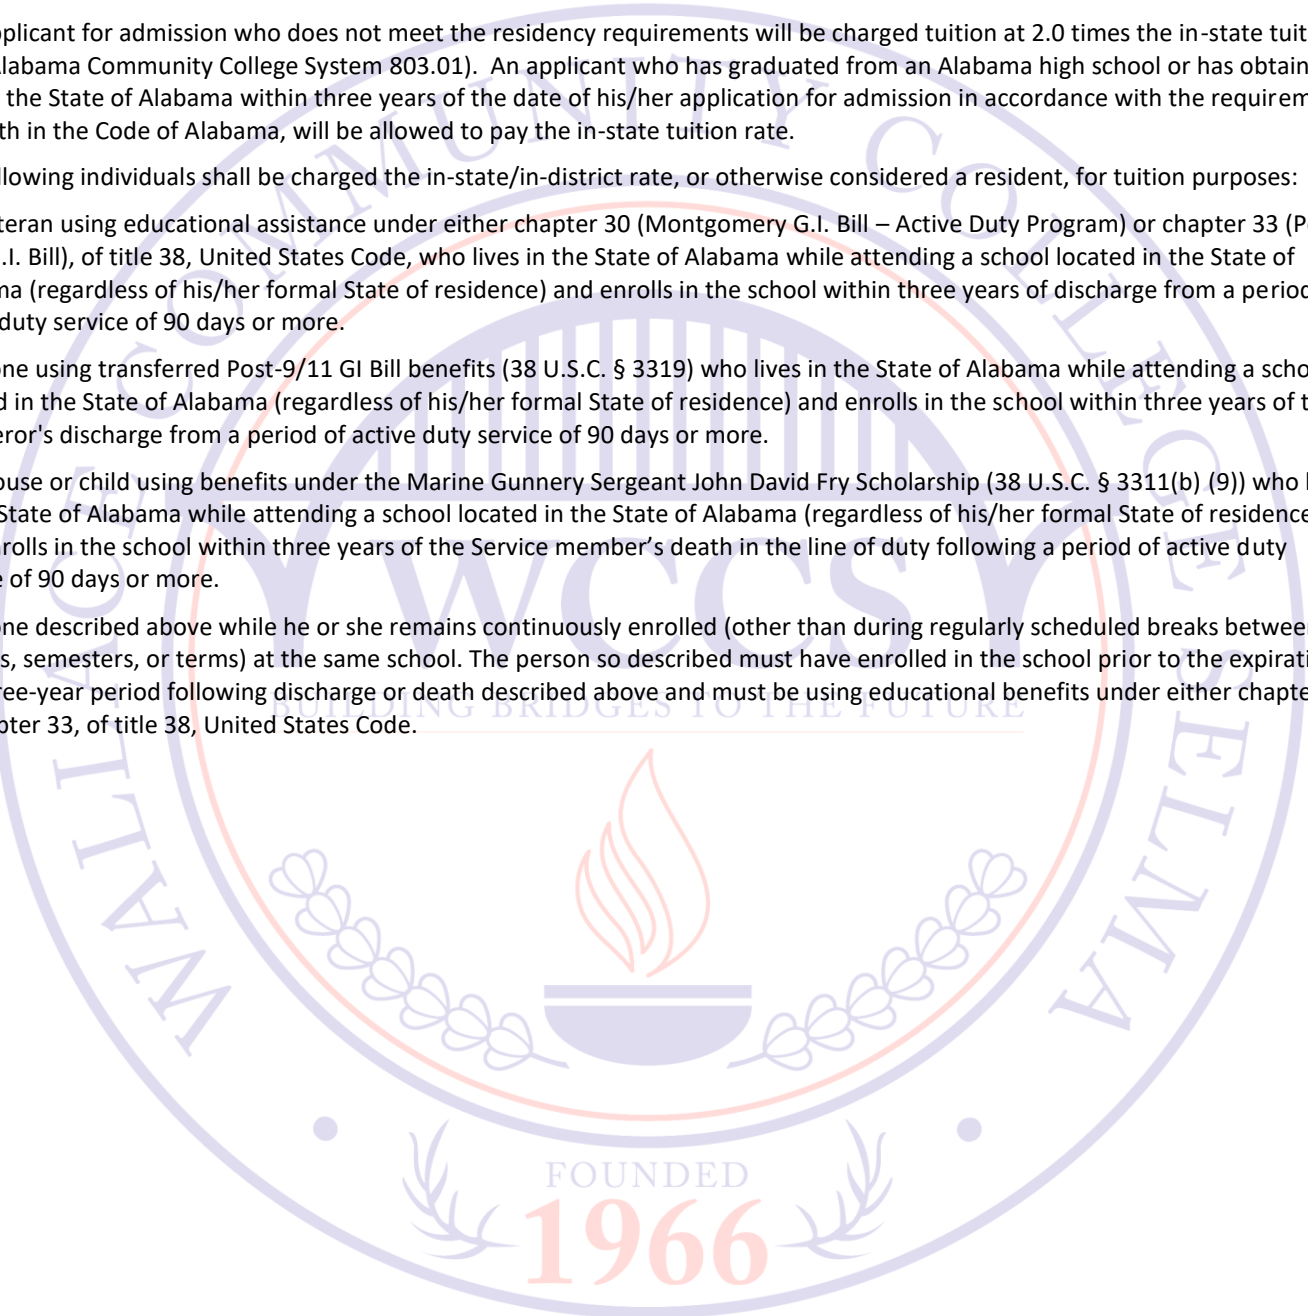 pplicant for admission who does not meet the residency requirements will be charged tuition at 2.0 times the in-state tuit
Alabama Community College System 803.01). An applicant who has graduated from an Alabama high school or has obtain
the State of Alabama within three years of the date of his/her application for admission in accordance with the requirem
th in the Code of Alabama, will be allowed to pay the in-state tuition rate.
llowing individuals shall be charged the in-state/in-district rate, or otherwise considered a resident, for tuition purposes:
teran using educational assistance under either chapter 30 (Montgomery G.I. Bill – Active Duty Program) or chapter 33 (P
.I. Bill), of title 38, United States Code, who lives in the State of Alabama while attending a school located in the State of
ma (regardless of his/her formal State of residence) and enrolls in the school within three years of discharge from a period
duty service of 90 days or more.
one using transferred Post-9/11 GI Bill benefits (38 U.S.C. § 3319) who lives in the State of Alabama while attending a scho
d in the State of Alabama (regardless of his/her formal State of residence) and enrolls in the school within three years of t
eror's discharge from a period of active duty service of 90 days or more.
ouse or child using benefits under the Marine Gunnery Sergeant John David Fry Scholarship (38 U.S.C. § 3311(b) (9)) who l
State of Alabama while attending a school located in the State of Alabama (regardless of his/her formal State of residence
nrolls in the school within three years of the Service member’s death in the line of duty following a period of active duty
e of 90 days or more.
one described above while he or she remains continuously enrolled (other than during regularly scheduled breaks between
s, semesters, or terms) at the same school. The person so described must have enrolled in the school prior to the expirati
ree-year period following discharge or death described above and must be using educational benefits under either chapte
pter 33, of title 38, United States Code.
WALLACE COMMUNITY COLLEGE SELMA
WCCS
BUILDING BRIDGES TO THE FUTURE
FOUNDED
1966